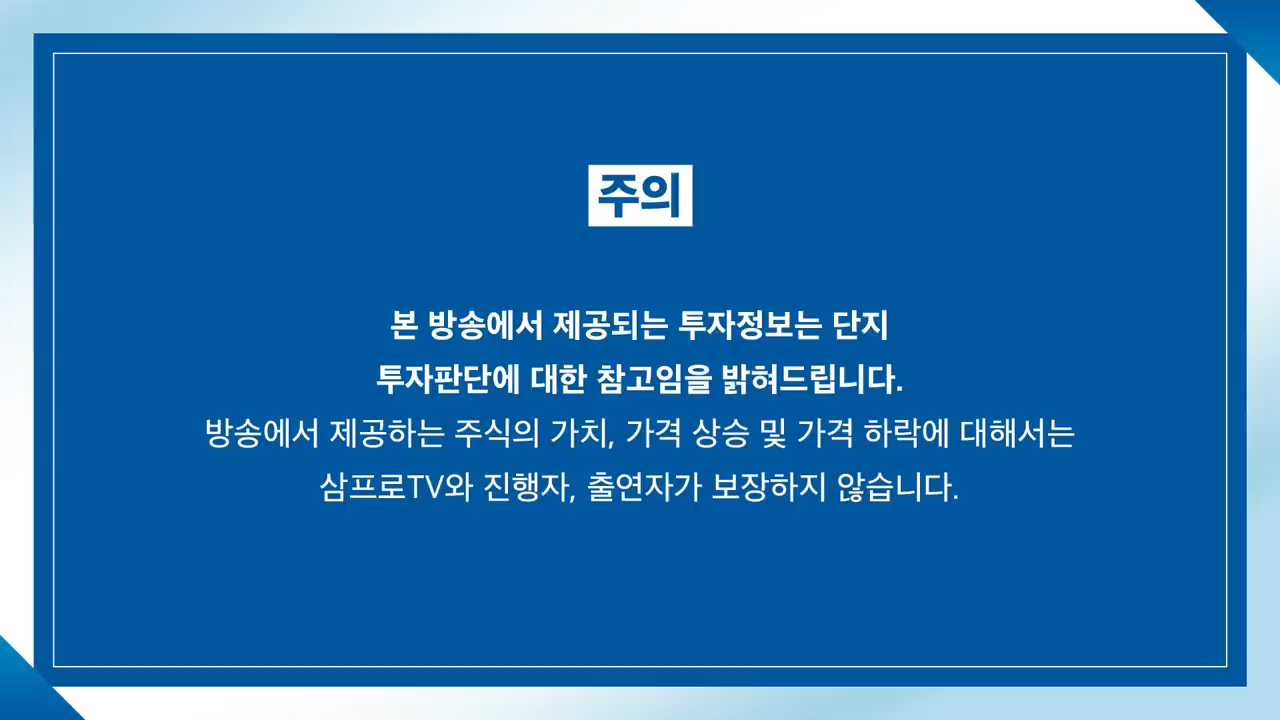 주의
본 방송에서 제공되는 투자정보는 단지
투자판단에 대한 참고임을 밝혀드립니다.
방송에서 제공하는 주식의 가치, 가격 상승 및 가격 하락에 대해서는
삼프로TV와 진행자, 출연자가 보장하지 않습니다.